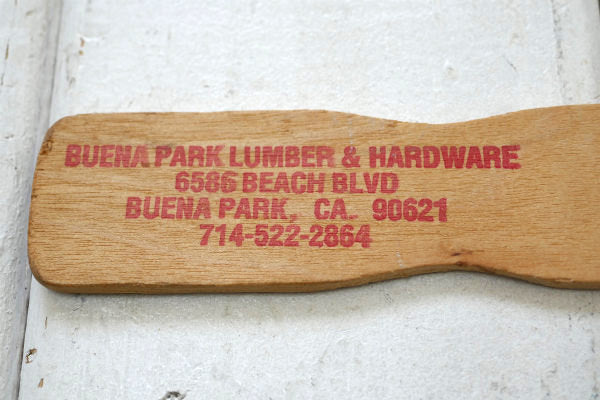 BUENA PARK LUMBER & HARDWARE
6586 BEACH BLVD
BUENA PARK, CA. 90621
714-522-2864